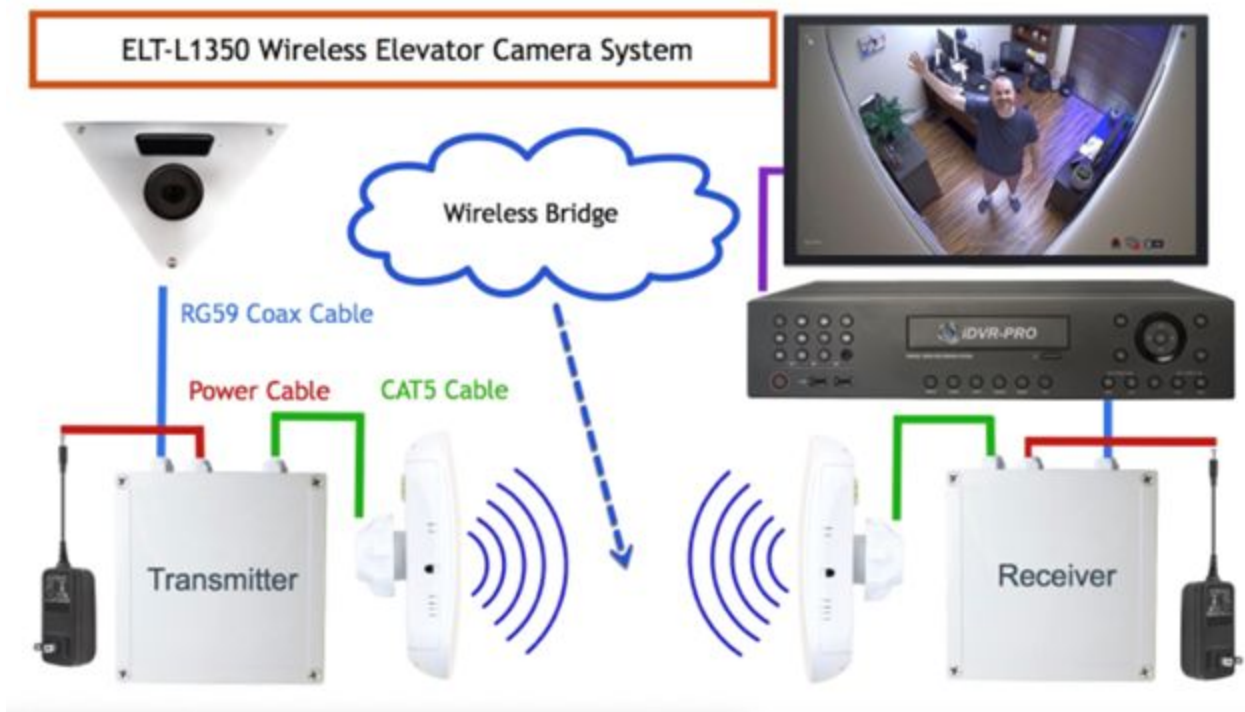 ELT-L1350 Wireless Elevator Camera System
Wireless Bridge
RG59 Coax Cable
iDVR-PRO
Power Cable
CAT5 Cable
Transmitter
Receiver